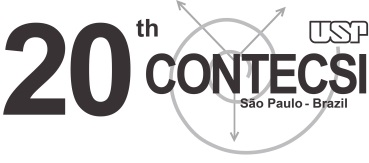 20th
USP
CONTECSI
São Paulo - Brazil